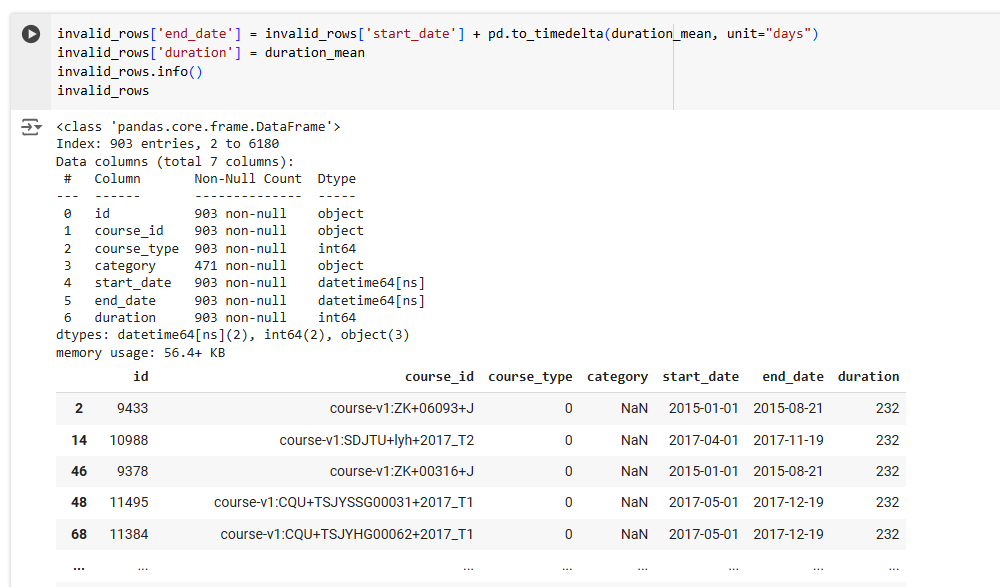 invalid_rows['end_date'] = invalid_rows['start_date'] + pd.to_timedelta(duration_mean, unit="days")
invalid_rows['duration'] = duration_mean
invalid_rows.info()
invalid_rows
<class 'pandas.core.frame.DataFrame'>
Index: 903 entries, 2 to 6180
Data columns (total 7 columns):
 #   Column       Non-Null Count  Dtype
---  ------       --------------  -----
 0   id           903 non-null    object
 1   course_id    903 non-null    object
 2   course_type  903 non-null    int64
 3   category     471 non-null    object
 4   start_date   903 non-null    datetime64[ns]
 5   end_date     903 non-null    datetime64[ns]
 6   duration     903 non-null    int64
dtypes: datetime64[ns](2), int64(2), object(3)
memory usage: 56.4+ KB
id course_id course_type category start_date end_date duration
2 9433 course-v1:ZK+06093+J 0 NaN 2015-01-01 2015-08-21 232
14 10988 course-v1:SDJTU+lyh+2017_T2 0 NaN 2017-04-01 2017-11-19 232
46 9378 course-v1:ZK+00316+J 0 NaN 2015-01-01 2015-08-21 232
48 11495 course-v1:CQU+TSJYSSG00031+2017_T1 0 NaN 2017-05-01 2017-12-19 232
68 11384 course-v1:CQU+TSJYHG00062+2017_T1 0 NaN 2017-05-01 2017-12-19 232
... ... ... ... ... ... ... ...